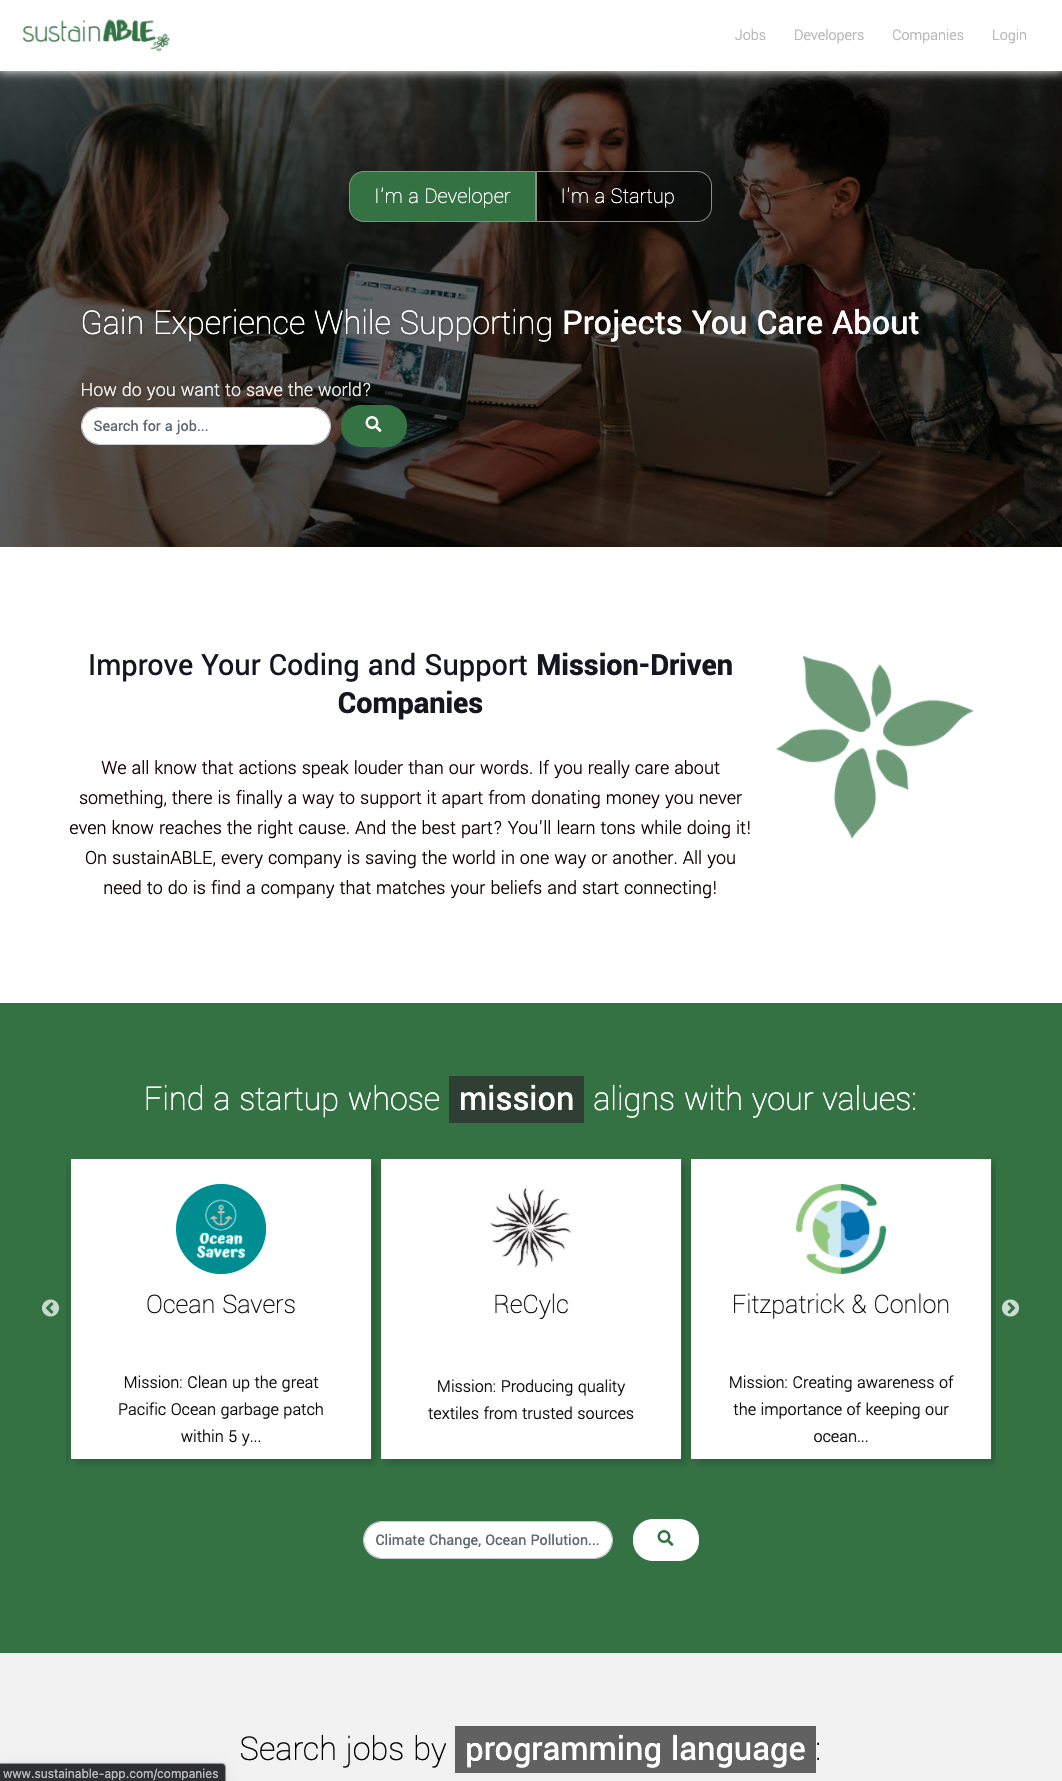 sustainABLE
Jobs Developers Companies Login
I'm a Developer I'm a Startup
Gain Experience While Supporting Projects You Care About
How do you want to save the world?
Search for a job...
Improve Your Coding and Support Mission-Driven
Companies
We all know that actions speak louder than our words. If you really care about
something, there is finally a way to support it apart from donating money you never
even know reaches the right cause. And the best part? You'll learn tons while doing it!
On sustainABLE, every company is saving the world in one way or another. All you
need to do is find a company that matches your beliefs and start connecting!
Find a startup whose mission aligns with your values:
Ocean
Savers
Ocean Savers
Mission: Clean up the great
Pacific Ocean garbage patch
within 5 y...
ReCylc
Mission: Producing quality
textiles from trusted sources
Fitzpatrick & Conlon
Mission: Creating awareness of
the importance of keeping our
ocean...
Climate Change, Ocean Pollution...
Search jobs by programming language:
www.sustainable-app.com/companies